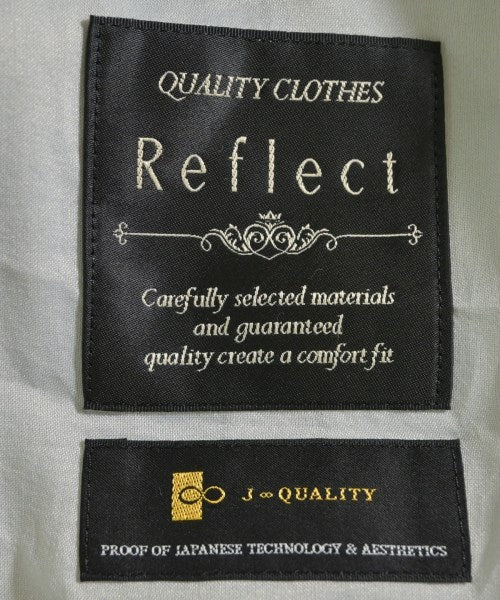 QUALITY CLOTHES
Reflect
Carefully selected materials
and guaranteed
quality create a comfort fit
J∞QUALITY
PROOF OF JAPANESE TECHNOLOGY & AESTHETICS